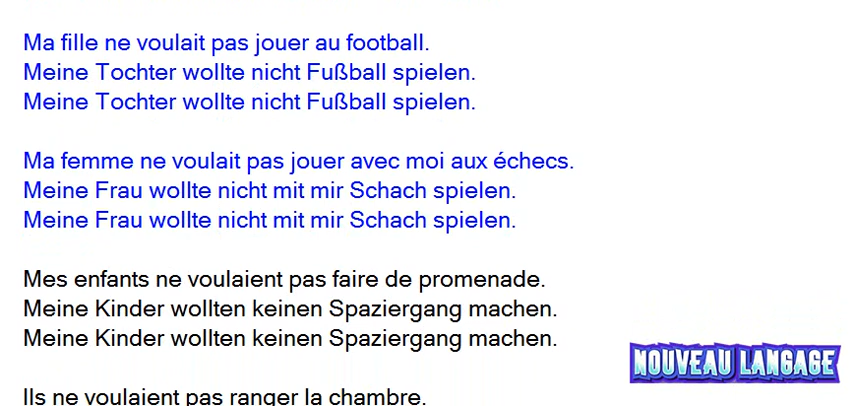 Ma fille ne voulait pas jouer au football.
Meine Tochter wollte nicht Fußball spielen.
Meine Tochter wollte nicht Fußball spielen.
Ma femme ne voulait pas jouer avec moi aux échecs.
Meine Frau wollte nicht mit mir Schach spielen.
Meine Frau wollte nicht mit mir Schach spielen.
Mes enfants ne voulaient pas faire de promenade.
Meine Kinder wollten keinen Spaziergang machen.
Meine Kinder wollten keinen Spaziergang machen.
NOUVEAU LANGAGE
Ils ne voulaient pas ranger la chambre.